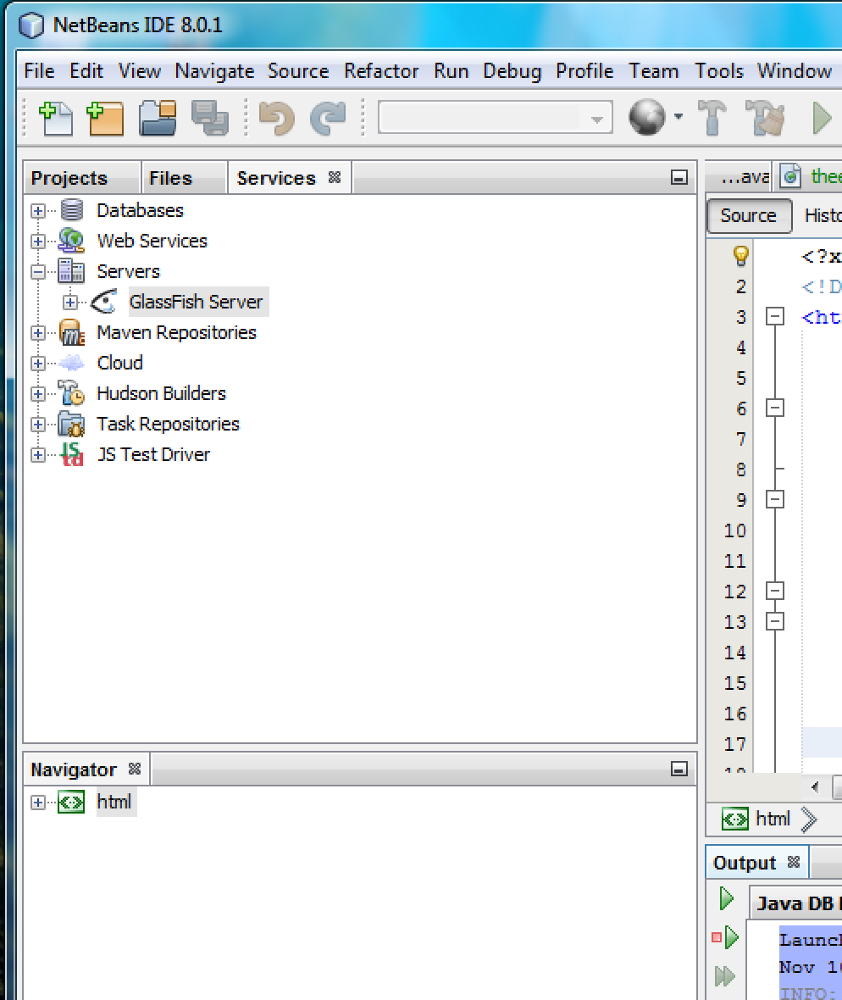 NetBeans IDE 8.0.1
File Edit View Navigate Source Refactor Run Debug Profile Team Tools Window
Projects Files Services
Databases
Web Services
Servers
GlassFish Server
Maven Repositories
Cloud
Hudson Builders
Task Repositories
JS Test Driver
Navigator
html
...ava thee
Source Histo
<?x
2 <!D
3 <ht
4
5
6
7
8
9
10
11
12
13
14
15
16
17
html
Output
Java DB
Launch
Nov 10
INFO: